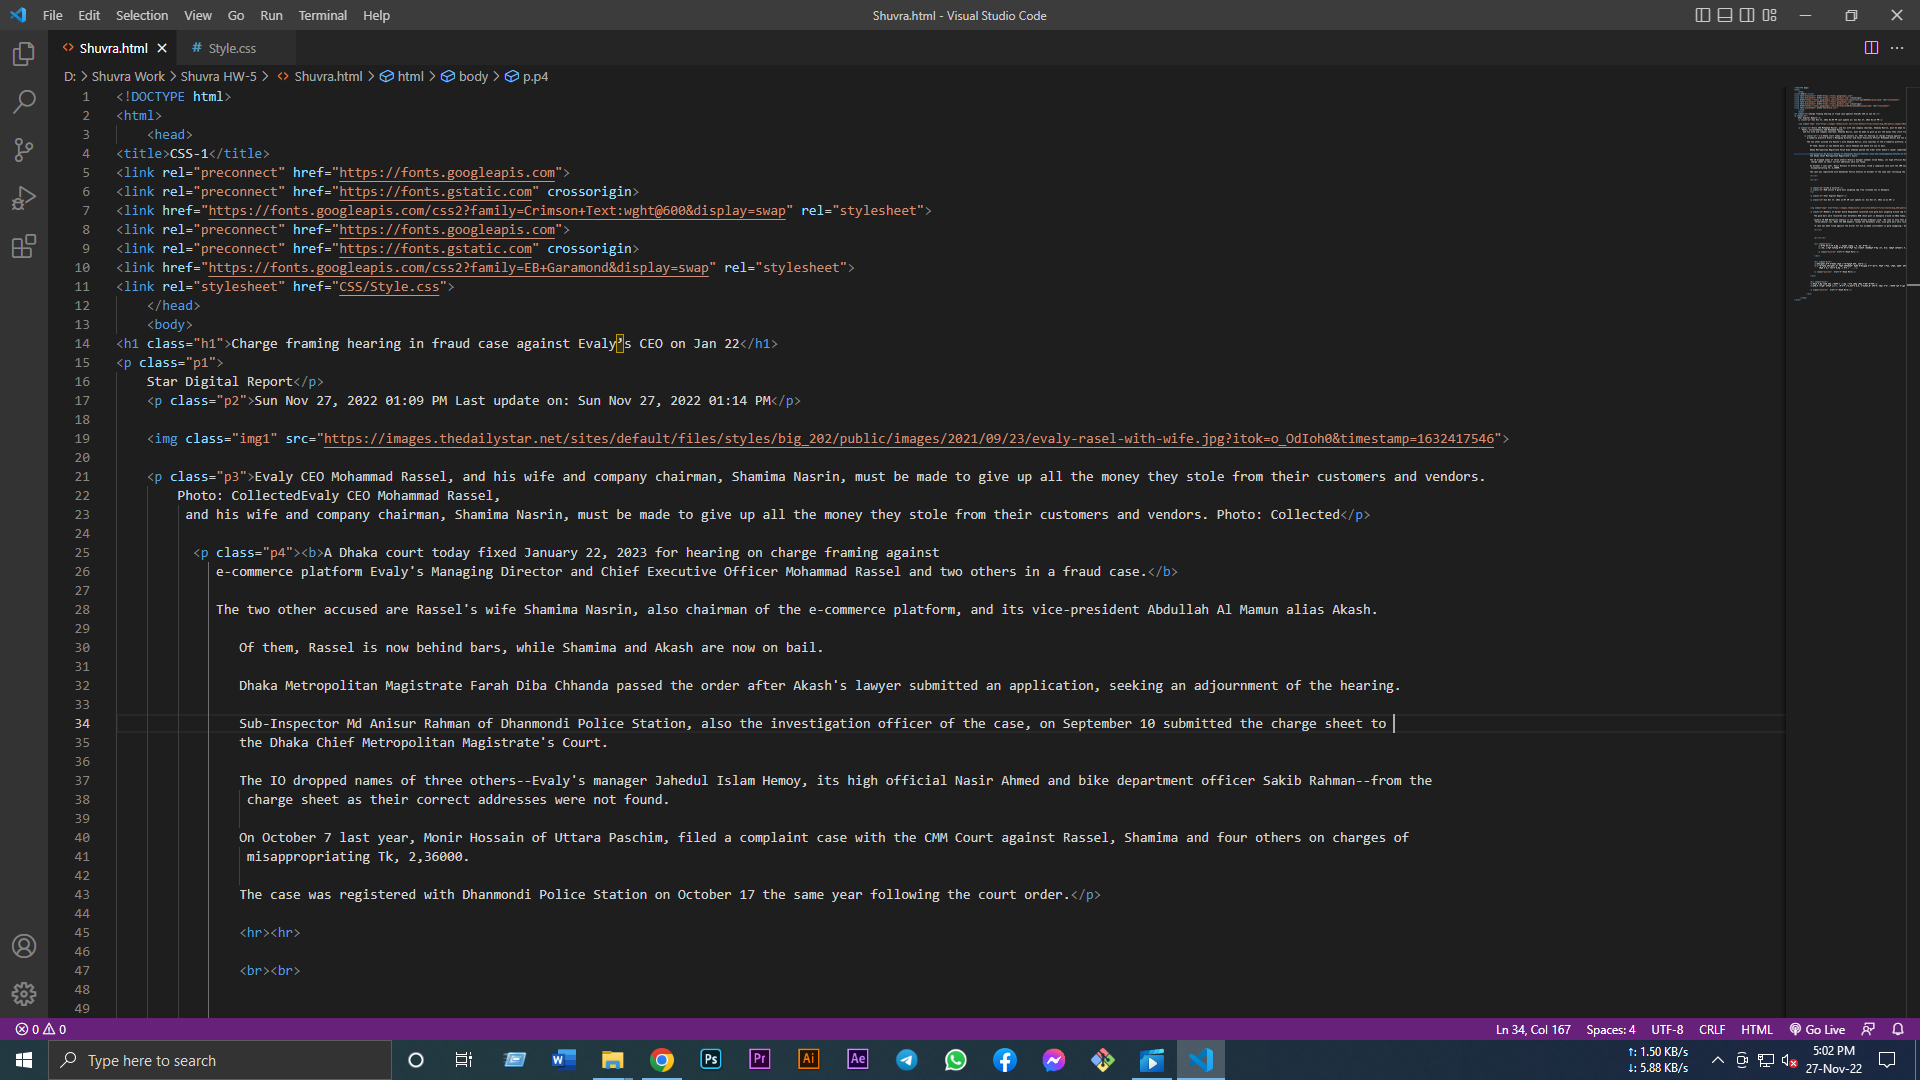 File Edit Selection View Go Run Terminal Help
Shuvra.html - Visual Studio Code
Shuvra.html
# Style.css
D: > Shuvra Work > Shuvra HW-5 > Shuvra.html > html > body > p.p4
1 <!DOCTYPE html>
2 <html>
3 <head>
4 <title>CSS-1</title>
5 <link rel="preconnect" href="https://fonts.googleapis.com">
6 <link rel="preconnect" href="https://fonts.gstatic.com" crossorigin>
7 <link href="https://fonts.googleapis.com/css2?family=Crimson+Text:wght@600&display=swap" rel="stylesheet">
8 <link rel="preconnect" href="https://fonts.googleapis.com">
9 <link rel="preconnect" href="https://fonts.gstatic.com" crossorigin>
10 <link href="https://fonts.googleapis.com/css2?family=EB+Garamond&display=swap" rel="stylesheet">
11 <link rel="stylesheet" href="CSS/Style.css">
12 </head>
13 <body>
14 <h1 class="h1">Charge framing hearing in fraud case against Evaly’s CEO on Jan 22</h1>
15 <p class="p1">
16 Star Digital Report</p>
17 <p class="p2">Sun Nov 27, 2022 01:09 PM Last update on: Sun Nov 27, 2022 01:14 PM</p>
18
19 <img class="img1" src="https://images.thedailystar.net/sites/default/files/styles/big_202/public/images/2021/09/23/evaly-rasel-with-wife.jpg?itok=o_OdIoh0&timestamp=1632417546">
20
21 <p class="p3">Evaly CEO Mohammad Rassel, and his wife and company chairman, Shamima Nasrin, must be made to give up all the money they stole from their customers and vendors.
22 Photo: CollectedEvaly CEO Mohammad Rassel,
23 and his wife and company chairman, Shamima Nasrin, must be made to give up all the money they stole from their customers and vendors. Photo: Collected</p>
24
25 <p class="p4"><b>A Dhaka court today fixed January 22, 2023 for hearing on charge framing against
26 e-commerce platform Evaly's Managing Director and Chief Executive Officer Mohammad Rassel and two others in a fraud case.</b>
27
28 The two other accused are Rassel's wife Shamima Nasrin, also chairman of the e-commerce platform, and its vice-president Abdullah Al Mamun alias Akash.
29
30 Of them, Rassel is now behind bars, while Shamima and Akash are now on bail.
31
32 Dhaka Metropolitan Magistrate Farah Diba Chhanda passed the order after Akash's lawyer submitted an application, seeking an adjournment of the hearing.
33
34 Sub-Inspector Md Anisur Rahman of Dhanmondi Police Station, also the investigation officer of the case, on September 10 submitted the charge sheet to
35 the Dhaka Chief Metropolitan Magistrate's Court.
36
37 The IO dropped names of three others--Evaly's manager Jahedul Islam Hemoy, its high official Nasir Ahmed and bike department officer Sakib Rahman--from the
38 charge sheet as their correct addresses were not found.
39
40 On October 7 last year, Monir Hossain of Uttara Paschim, filed a complaint case with the CMM Court against Rassel, Shamima and four others on charges of
41 misappropriating Tk, 2,36000.
42
43 The case was registered with Dhanmondi Police Station on October 17 the same year following the court order.</p>
44
45 <hr><hr>
46
47 <br><br>
48
49
0 0
Ln 34, Col 167 Spaces: 4 UTF-8 CRLF HTML Go Live
Type here to search
W Ps Pr Ai Ae
↑: 1.50 KB/s
↓: 5.88 KB/s
5:02 PM
27-Nov-22